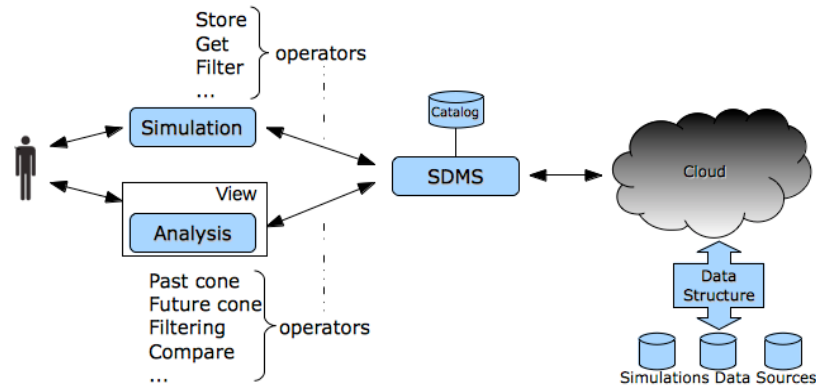 Store
Get
Filter
...
operators
Simulation
View
Analysis
Past cone
Future cone
Filtering
Compare
...
operators
Catalog
SDMS
Cloud
Data
Structure
Simulations Data Sources